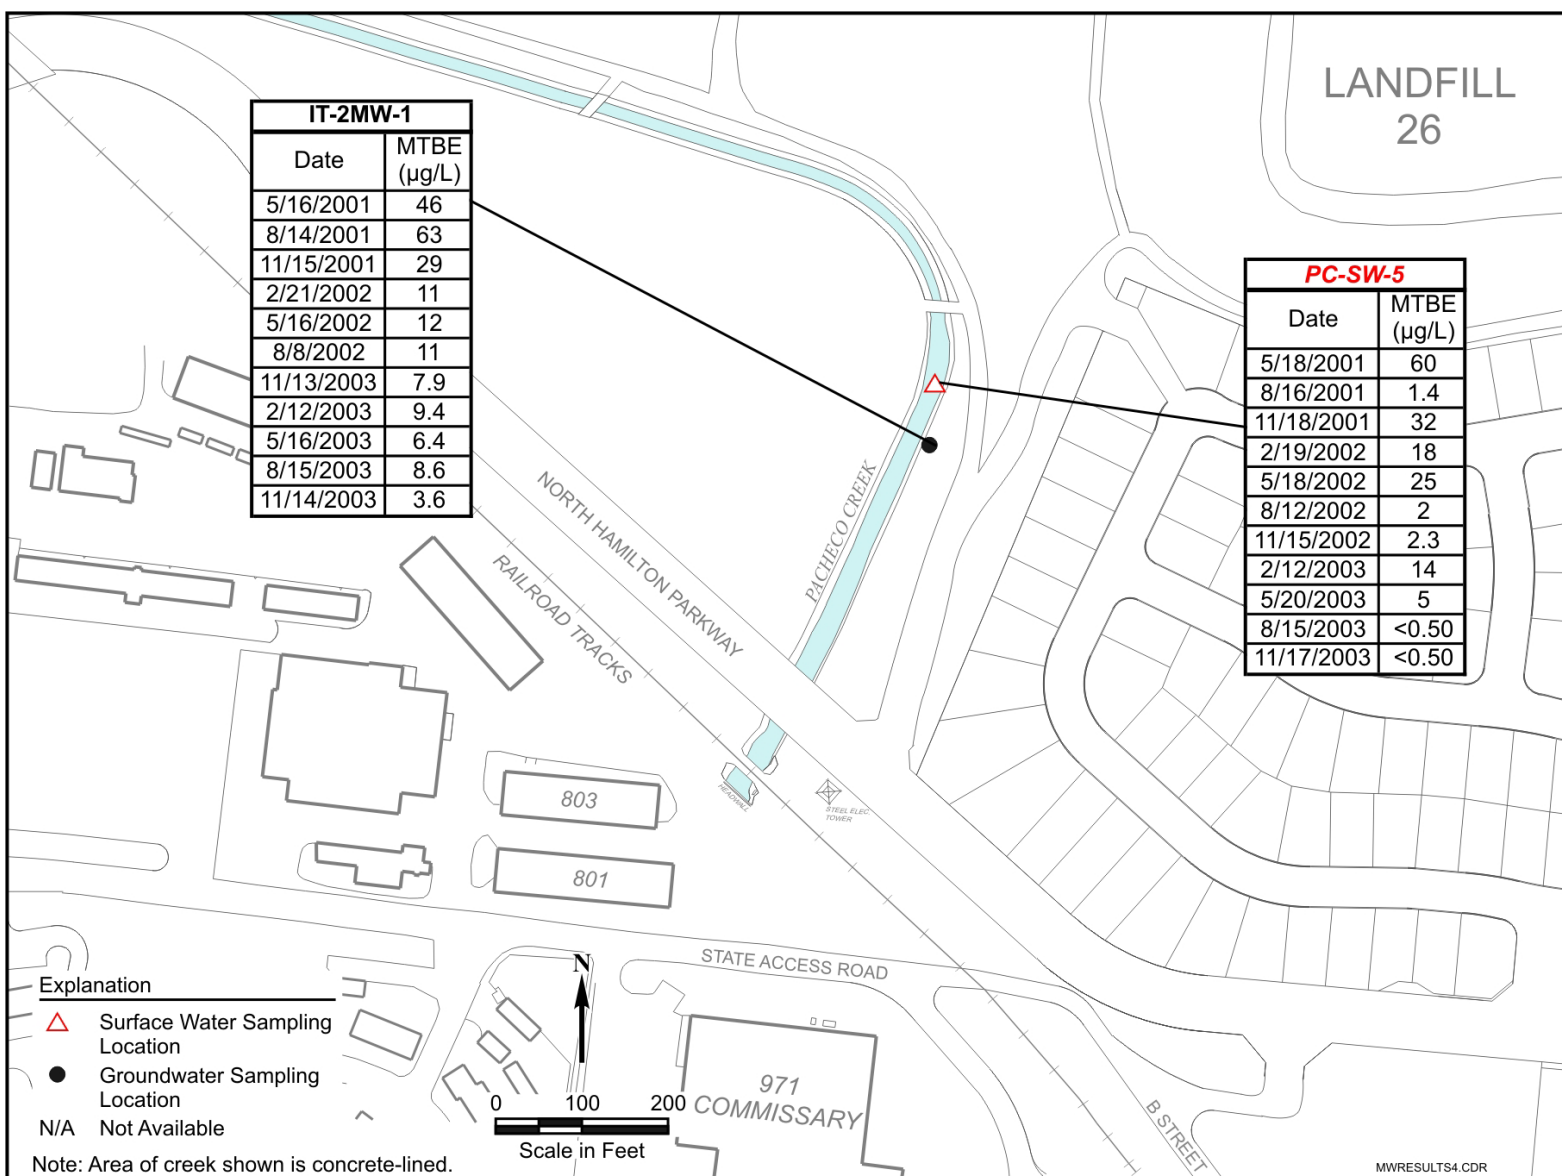 LANDFILL
26
IT-2MW-1
Date MTBE (µg/L)
5/16/2001 46
8/14/2001 63
11/15/2001 29
2/21/2002 11
5/16/2002 12
8/8/2002 11
11/13/2003 7.9
2/12/2003 9.4
5/16/2003 6.4
8/15/2003 8.6
11/14/2003 3.6
PC-SW-5
Date MTBE (µg/L)
5/18/2001 60
8/16/2001 1.4
11/18/2001 32
2/19/2002 18
5/18/2002 25
8/12/2002 2
11/15/2002 2.3
2/12/2003 14
5/20/2003 5
8/15/2003 <0.50
11/17/2003 <0.50
PACHECO CREEK
NORTH HAMILTON PARKWAY
RAILROAD TRACKS
HEADWALL
STEEL ELEC.
TOWER
803
801
STATE ACCESS ROAD
B STREET
971
COMMISSARY
Explanation
Surface Water Sampling
Location
Groundwater Sampling
Location
N/A Not Available
Note: Area of creek shown is concrete-lined.
N
0 100 200
Scale in Feet
MWRESULTS4.CDR